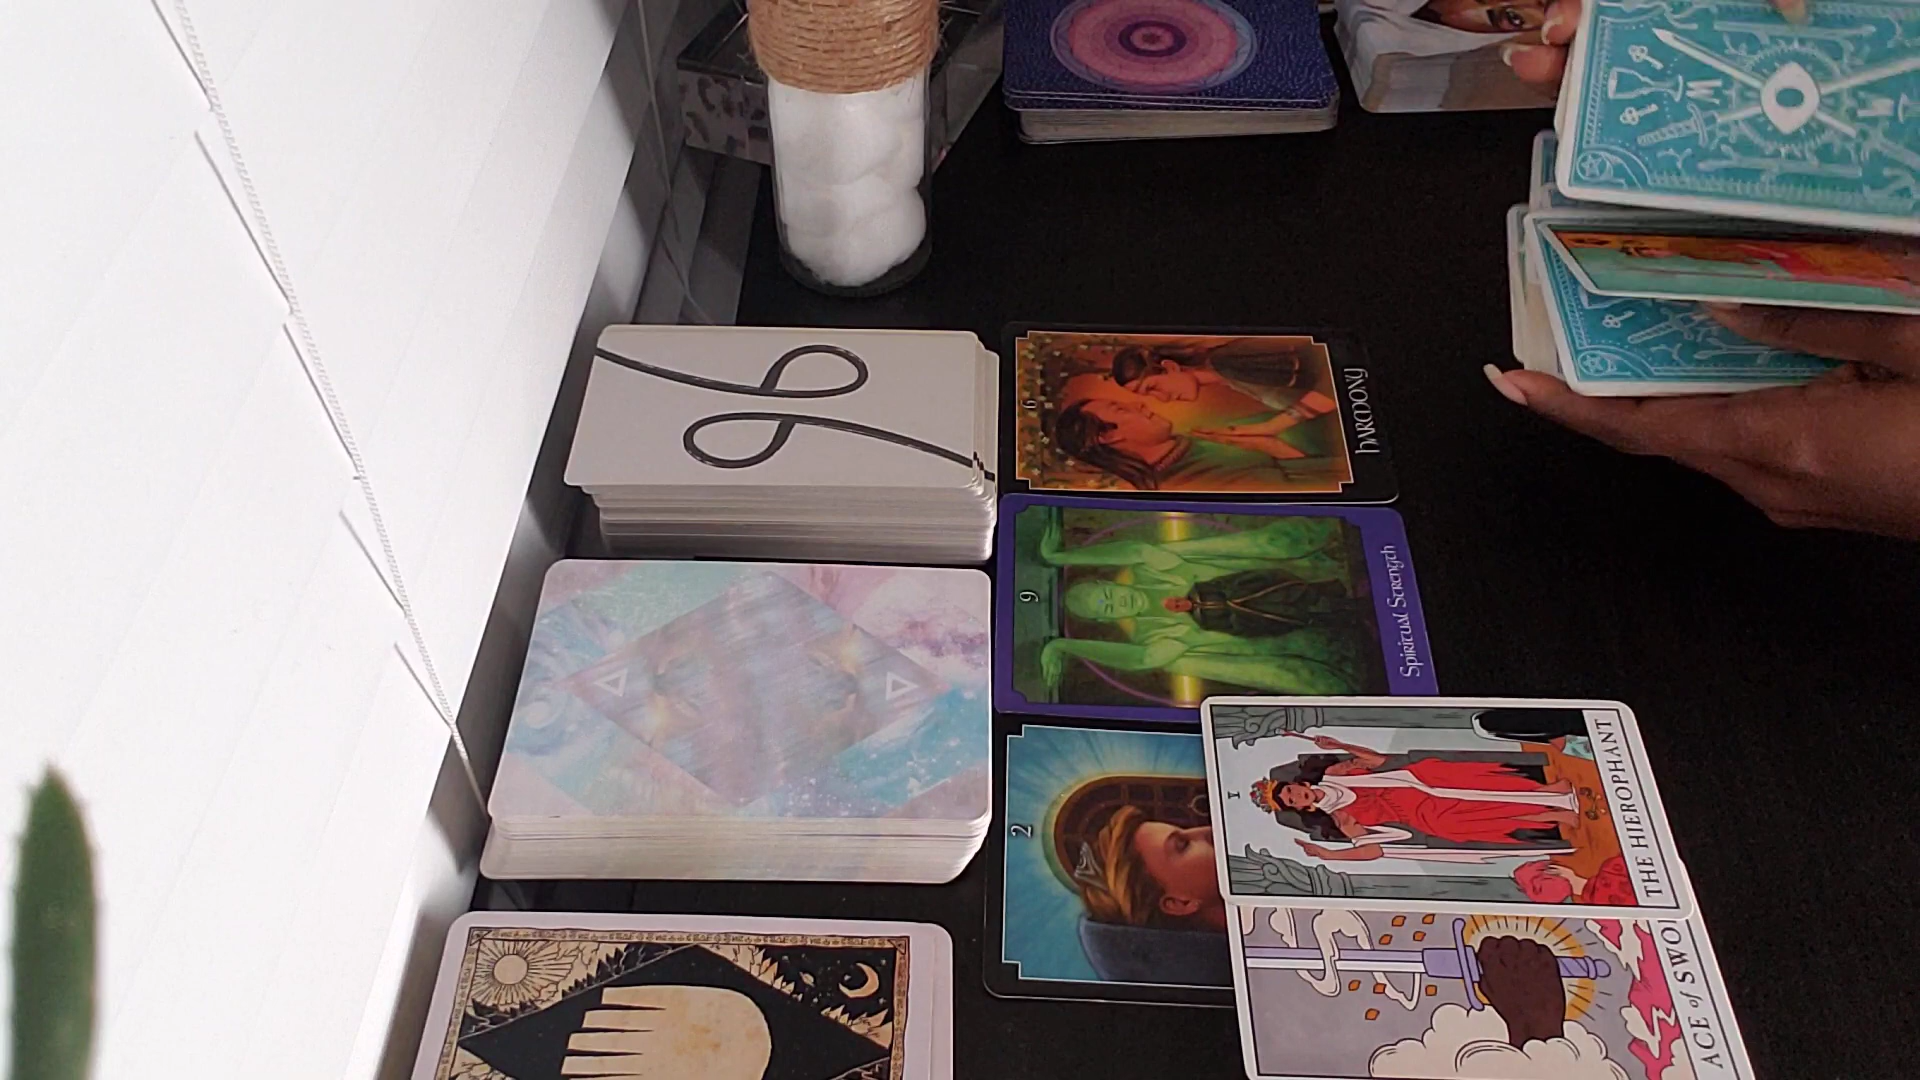 6
HARMONY
9
Spiritual Strength
2
I
THE HIEROPHANT
ACE of SWO